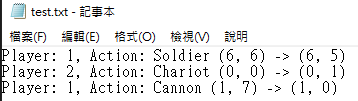 test.txt - 記事本
檔案(F) 編輯(E) 格式(O) 檢視(V) 說明
Player: 1, Action: Soldier (6, 6) -> (6, 5)
Player: 2, Action: Chariot (0, 0) -> (0, 1)
Player: 1, Action: Cannon (1, 7) -> (1, 0)